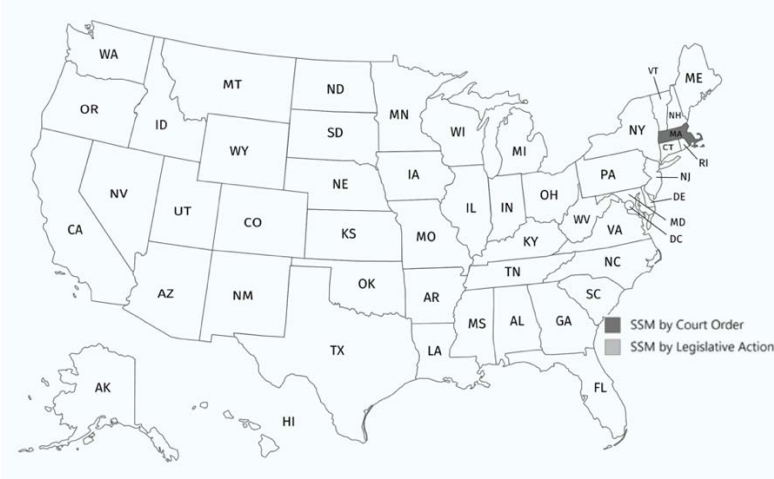 WA
OR
CA
ID
NV
MT
WY
UT
AZ
CO
NM
ND
SD
NE
KS
OK
TX
MN
IA
MO
AR
LA
WI
IL
MI
IN
OH
KY
TN
MS
AL
GA
FL
SC
NC
VA
WV
PA
NY
VT
NH
ME
MA
CT
RI
NJ
DE
MD
DC
AK
HI
SSM by Court Order
SSM by Legislative Action